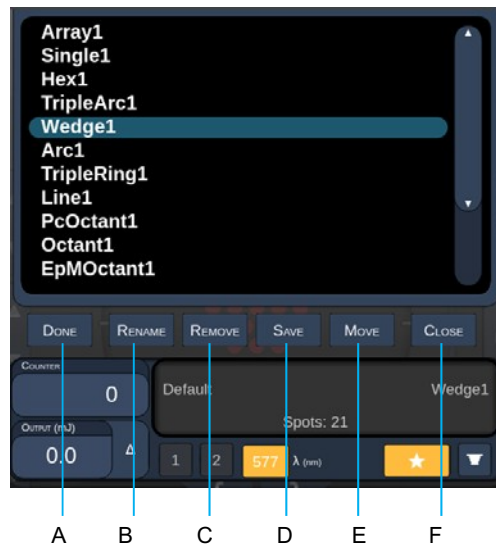 Array1
Single1
Hex1
TripleArc1
Wedge1
Arc1
TripleRing1
Line1
PcOctant1
Octant1
EpMOctant1
DONE RENAME REMOVE SAVE MOVE CLOSE
COUNTER
0
Default Wedge1
Spots: 21
OUTPUT (mJ)
0.0 Δ
1 2 577 λ (nm)
A B C D E F